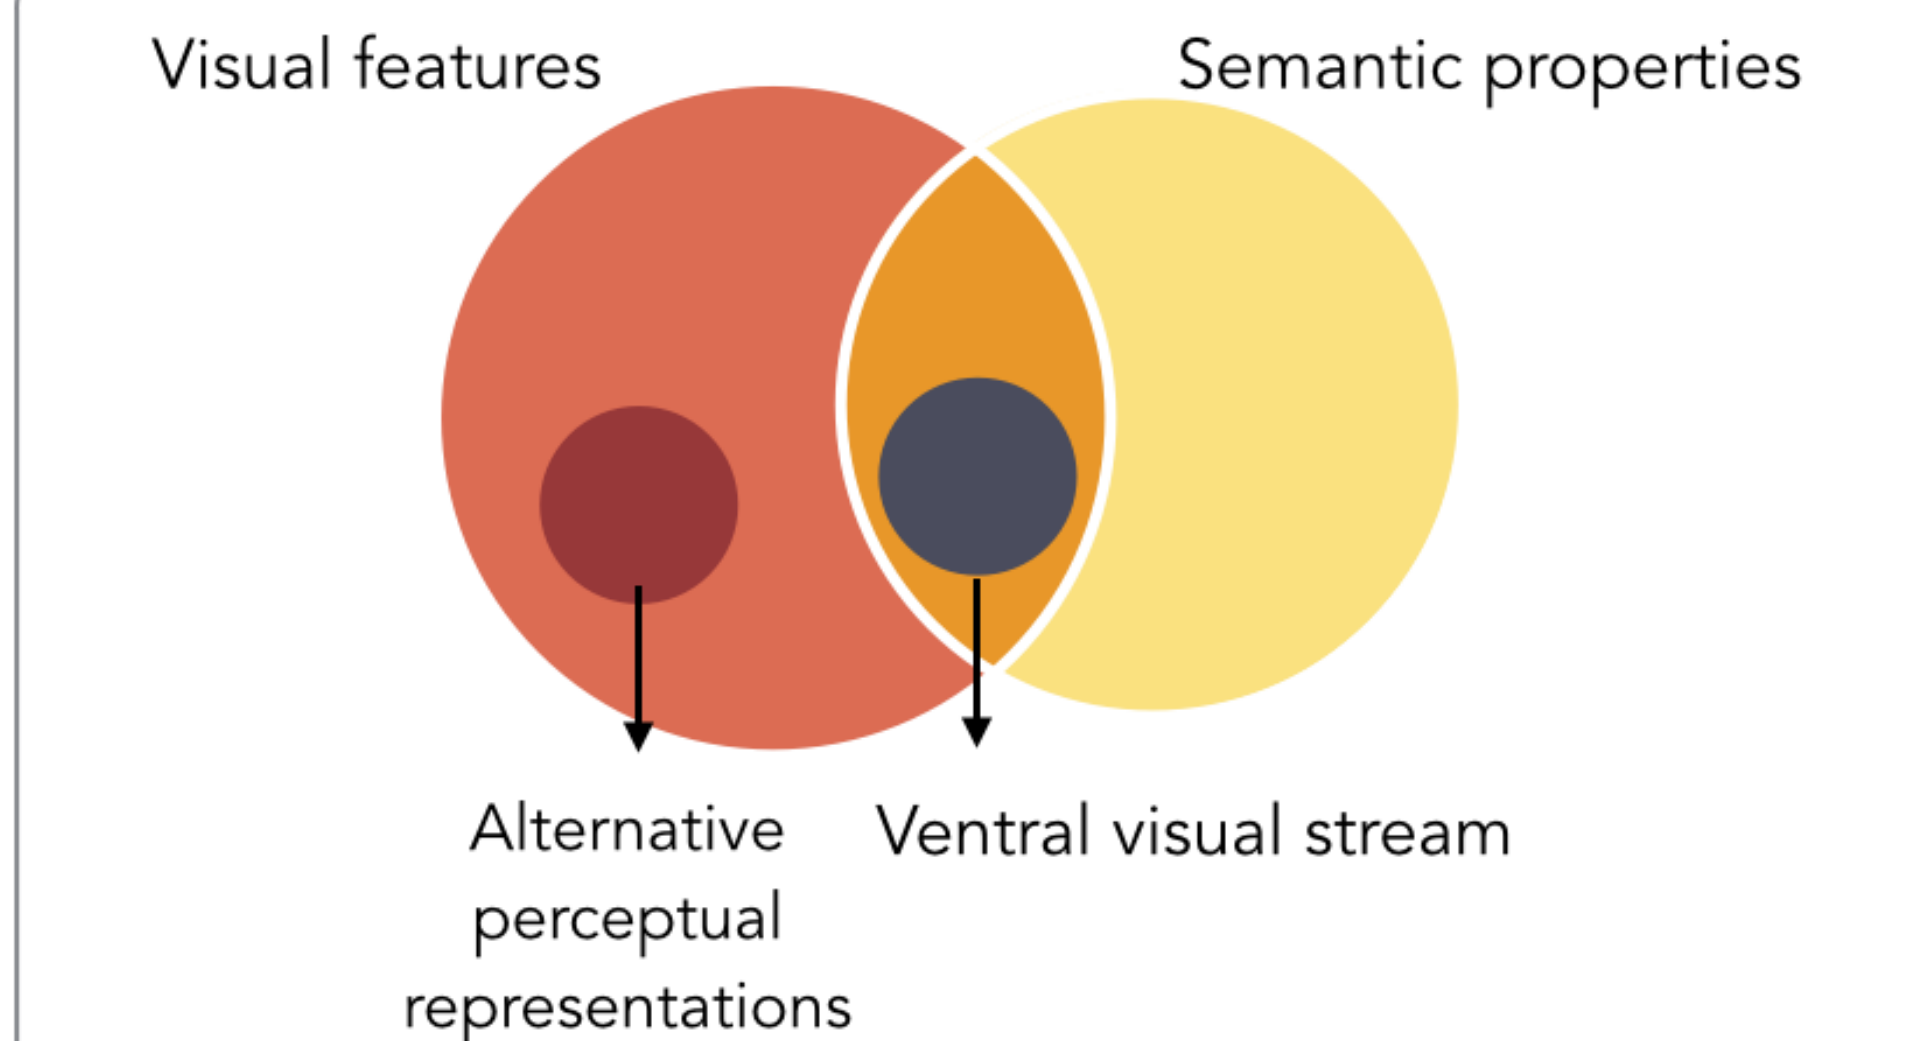 Visual features
Semantic properties
Alternative
perceptual
representations
Ventral visual stream